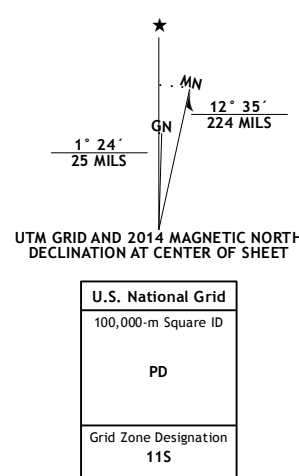 ★
MN
GN
12° 35´
224 MILS
1° 24´
25 MILS
UTM GRID AND 2014 MAGNETIC NORTH
DECLINATION AT CENTER OF SHEET
U.S. National Grid
100,000-m Square ID
PD
Grid Zone Designation
11S